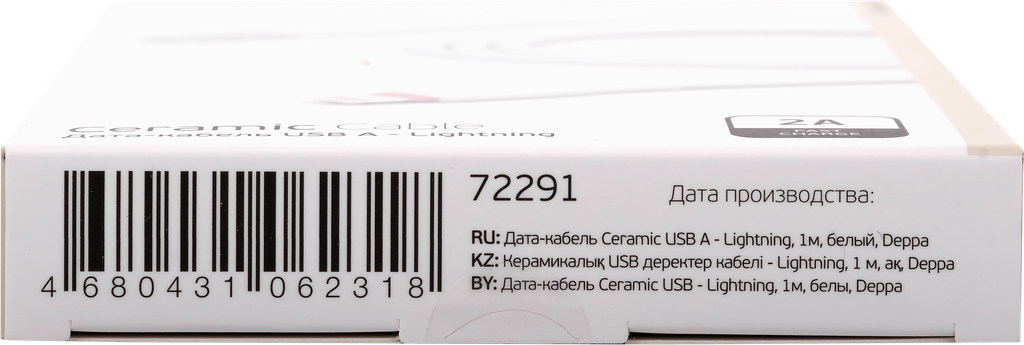 Ceramic Cable
Дата-кабель USB A - Lightning
2A
FAST
CHARGE
72291
Дата производства:
RU: Дата-кабель Ceramic USB A - Lightning, 1м, белый, Deppa
KZ: Керамикалық USB деректер кабелі - Lightning, 1 м, ақ, Deppa
BY: Дата-кабель Ceramic USB - Lightning, 1м, белы, Deppa
4 680431 062318